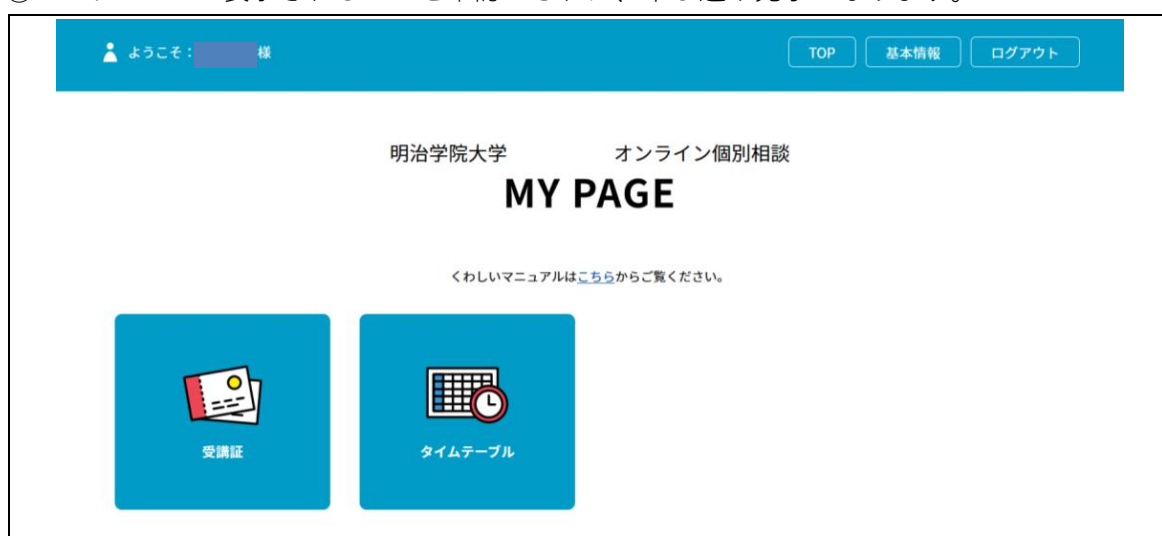 ようこそ： 様
TOP
基本情報
ログアウト
明治学院大学 オンライン個別相談
MY PAGE
くわしいマニュアルはこちらからご覧ください。
受講証
タイムテーブル